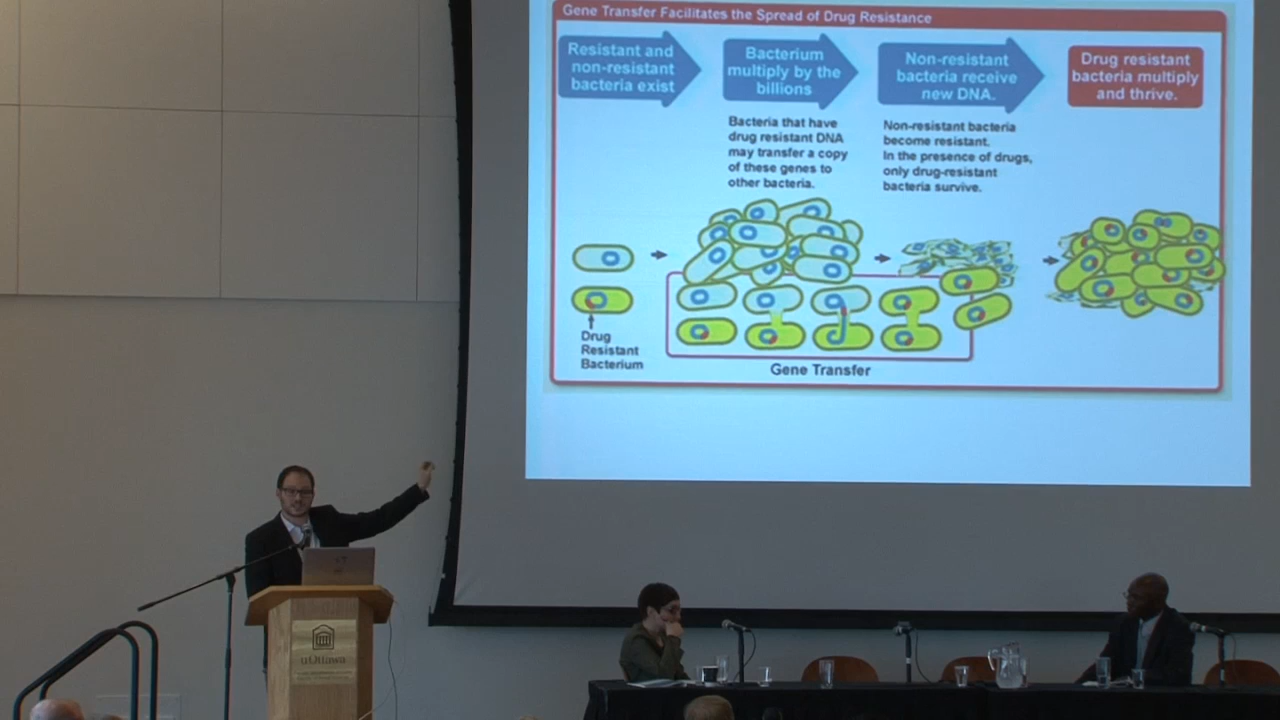 Gene Transfer Facilitates the Spread of Drug Resistance
Resistant and
non-resistant
bacteria exist
Bacterium
multiply by the
billions
Non-resistant
bacteria receive
new DNA.
Drug resistant
bacteria multiply
and thrive.
Bacteria that have
drug resistant DNA
may transfer a copy
of these genes to
other bacteria.
Non-resistant bacteria
become resistant.
In the presence of drugs,
only drug-resistant
bacteria survive.
Drug
Resistant
Bacterium
Gene Transfer
uOttawa